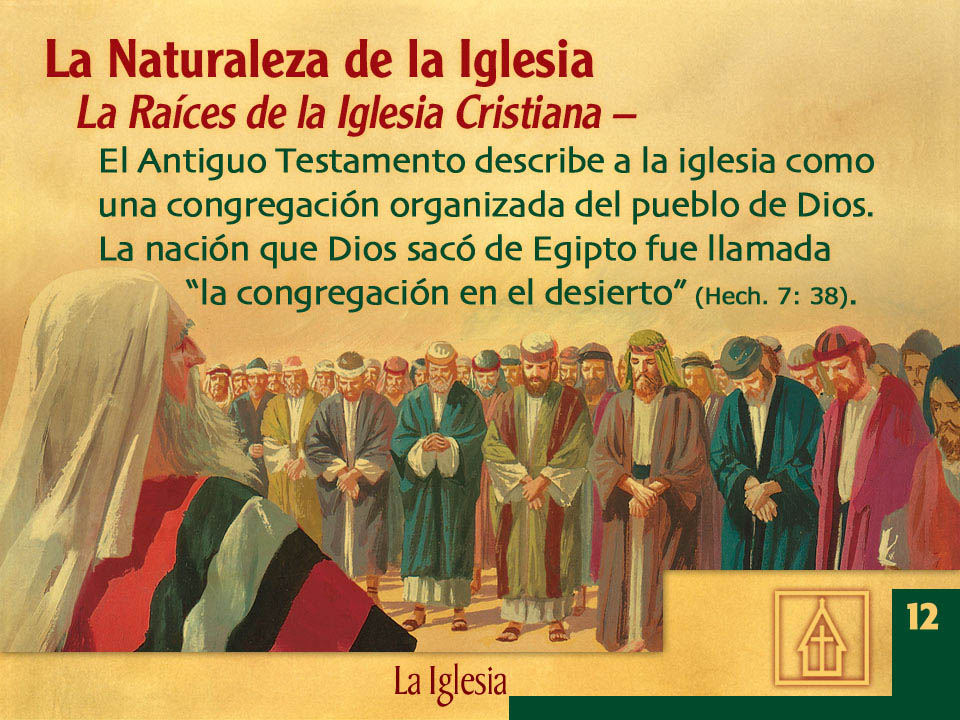 La Naturaleza de la Iglesia
La Raíces de la Iglesia Cristiana –
El Antiguo Testamento describe a la iglesia como
una congregación organizada del pueblo de Dios.
La nación que Dios sacó de Egipto fue llamada
“la congregación en el desierto” (Hech. 7: 38).
12
La Iglesia